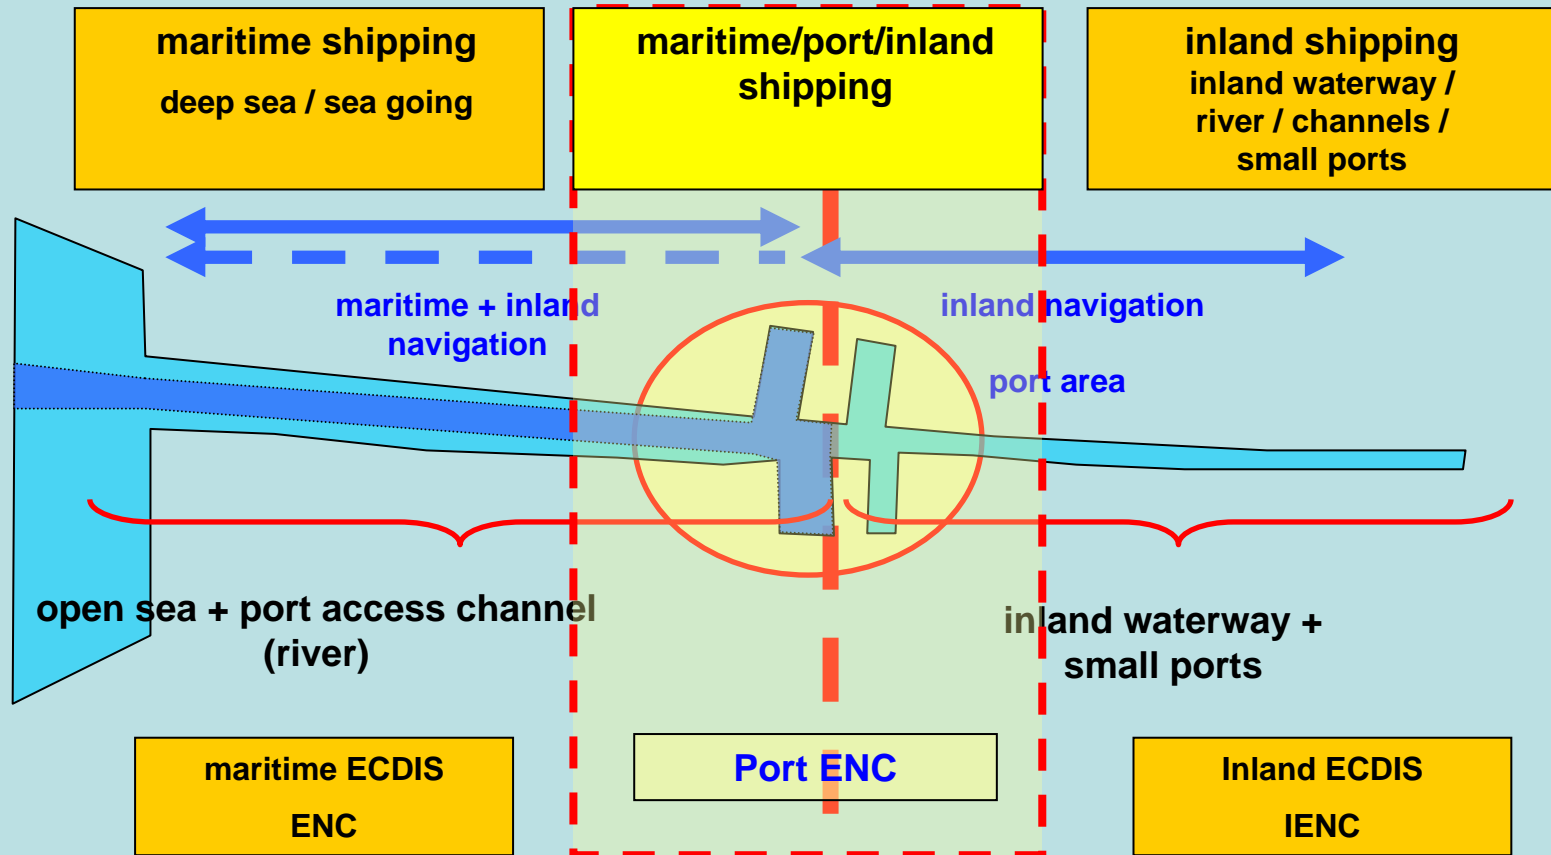 maritime shipping
deep sea / sea going
maritime/port/inland
shipping
inland shipping
inland waterway /
river / channels /
small ports
maritime + inland
navigation
inland navigation
port area
open sea + port access channel
(river)
inland waterway +
small ports
maritime ECDIS
ENC
Port ENC
Inland ECDIS
IENC